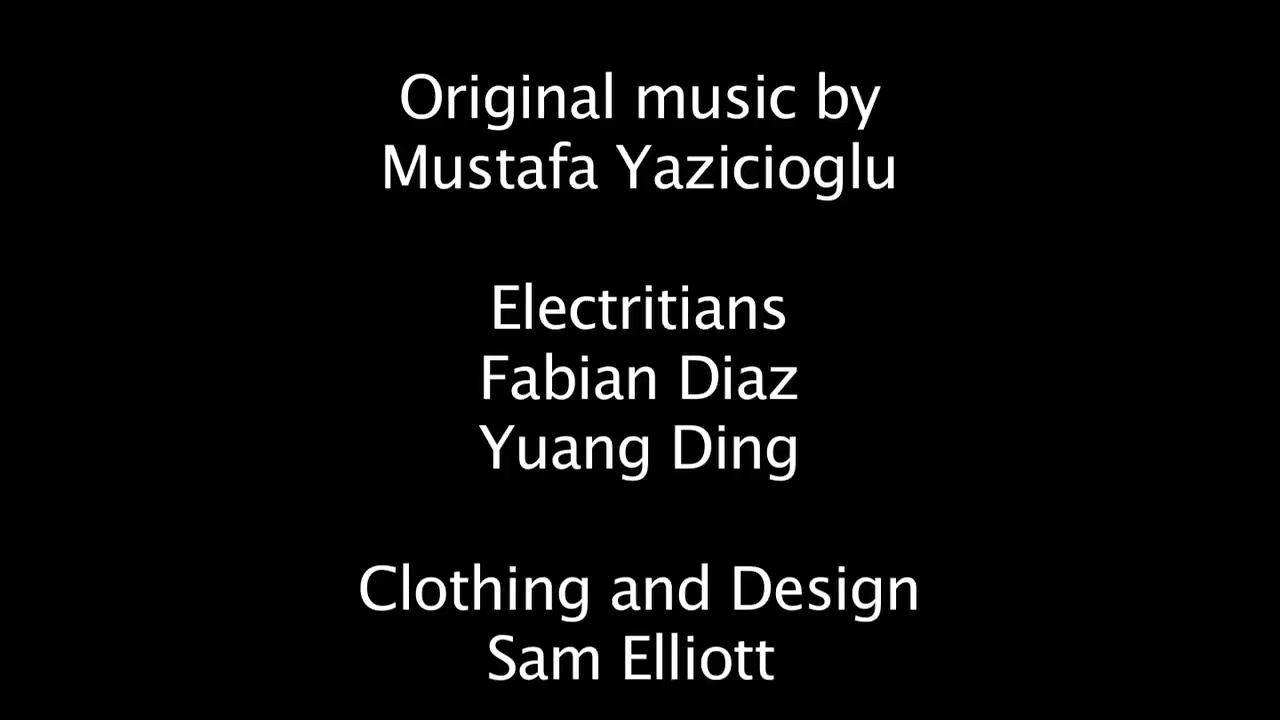 Original music by
Mustafa Yazicioglu
Electritians
Fabian Diaz
Yuang Ding
Clothing and Design
Sam Elliott